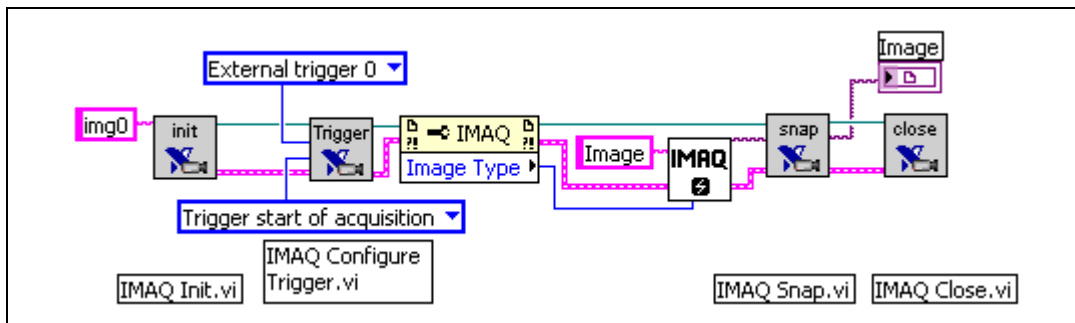 Image
External trigger 0
img0
init
Trigger
IMAQ
Image Type
Image
IMAQ
snap
close
Trigger start of acquisition
IMAQ Configure
Trigger.vi
IMAQ Init.vi
IMAQ Snap.vi
IMAQ Close.vi